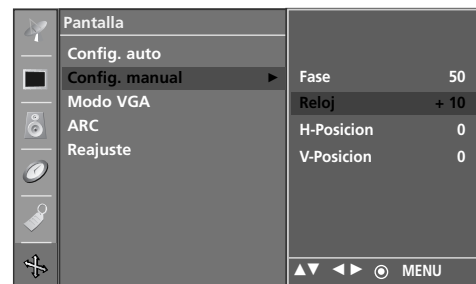 Pantalla
Config. auto
Config. manual ►
Modo VGA
ARC
Reajuste
Fase 50
Reloj + 10
H-Posicion 0
V-Posicion 0
▲▼ ◄► ◉ MENU